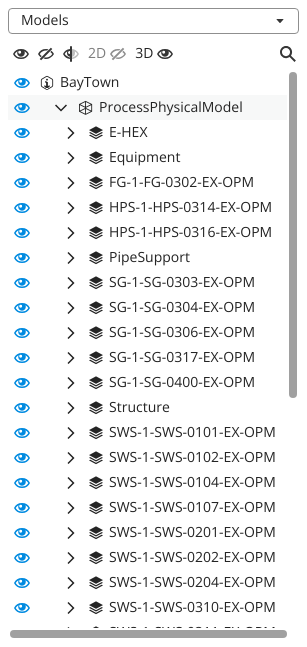 Models
2D 3D
BayTown
ProcessPhysicalModel
E-HEX
Equipment
FG-1-FG-0302-EX-OPM
HPS-1-HPS-0314-EX-OPM
HPS-1-HPS-0316-EX-OPM
PipeSupport
SG-1-SG-0303-EX-OPM
SG-1-SG-0304-EX-OPM
SG-1-SG-0306-EX-OPM
SG-1-SG-0317-EX-OPM
SG-1-SG-0400-EX-OPM
Structure
SWS-1-SWS-0101-EX-OPM
SWS-1-SWS-0102-EX-OPM
SWS-1-SWS-0104-EX-OPM
SWS-1-SWS-0107-EX-OPM
SWS-1-SWS-0201-EX-OPM
SWS-1-SWS-0202-EX-OPM
SWS-1-SWS-0204-EX-OPM
SWS-1-SWS-0310-EX-OPM